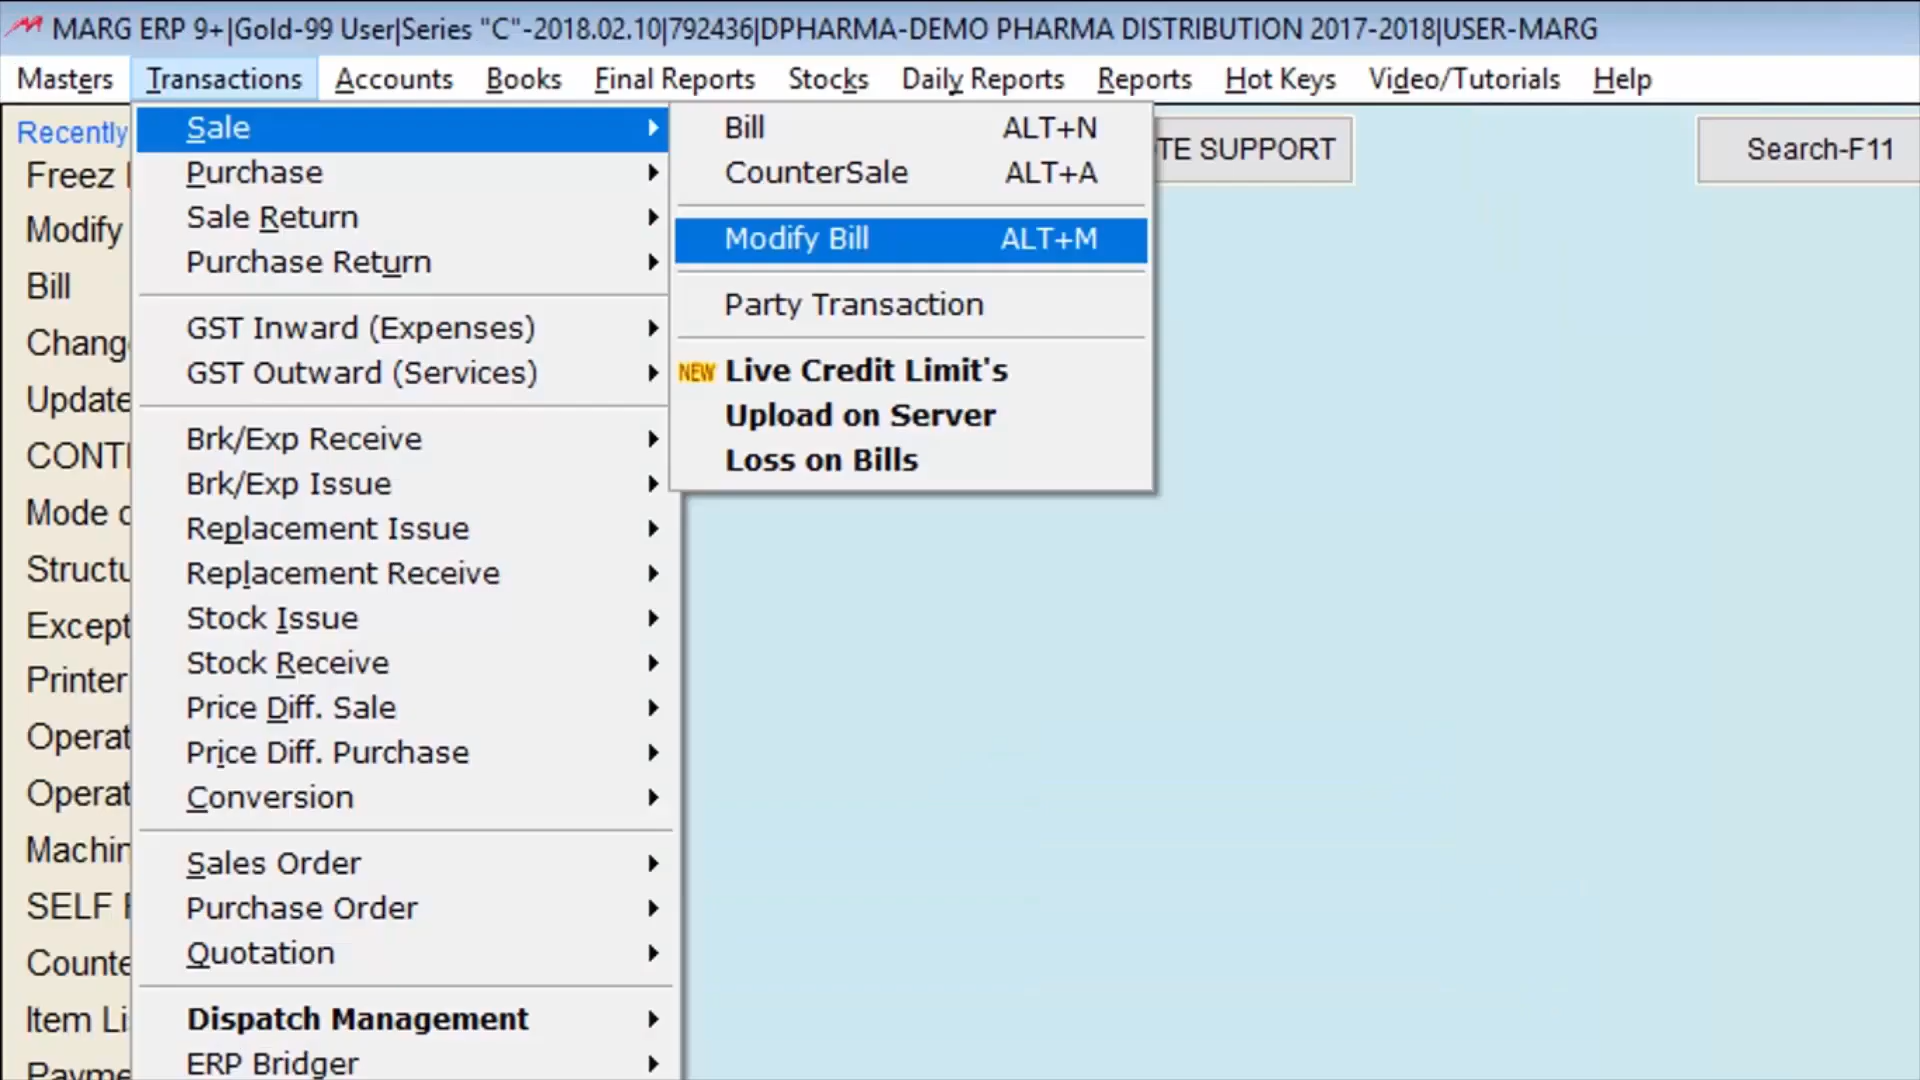 MARG ERP 9+|Gold-99 User|Series "C"-2018.02.10|792436|DPHARMA-DEMO PHARMA DISTRIBUTION 2017-2018|USER-MARG
Masters Transactions Accounts Books Final Reports Stocks Daily Reports Reports Hot Keys Video/Tutorials Help
Recently
Freez
Modify
Bill
Chang
Update
CONT
Mode
Struct
Except
Printer
Operat
Operat
Machin
SELF
Counte
Item Li
Payme
Sale
Purchase
Sale Return
Purchase Return
GST Inward (Expenses)
GST Outward (Services)
Brk/Exp Receive
Brk/Exp Issue
Replacement Issue
Replacement Receive
Stock Issue
Stock Receive
Price Diff. Sale
Price Diff. Purchase
Conversion
Sales Order
Purchase Order
Quotation
Dispatch Management
ERP Bridger
Bill ALT+N
CounterSale ALT+A
Modify Bill ALT+M
Party Transaction
NEW Live Credit Limit's
Upload on Server
Loss on Bills
TE SUPPORT
Search-F11